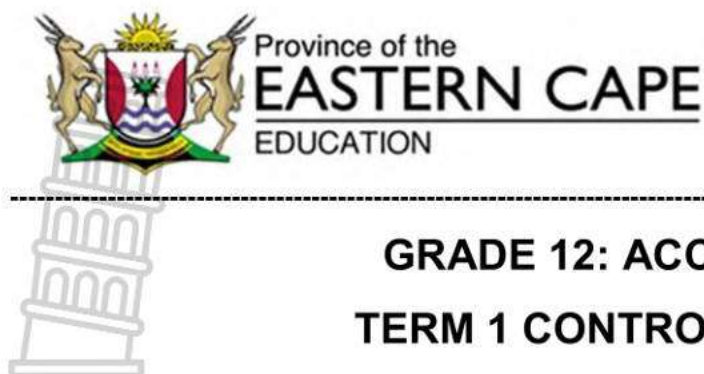 Province of the
EASTERN CAPE
EDUCATION
GRADE 12: ACC
TERM 1 CONTRO